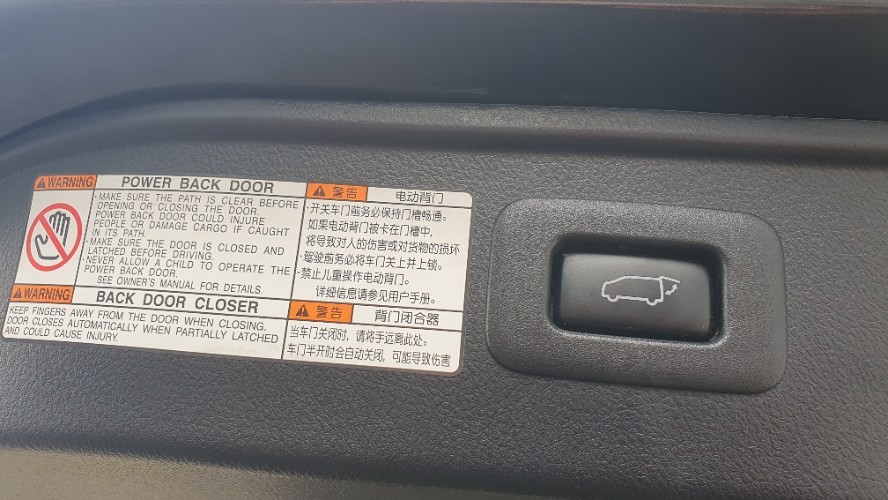 WARNING
POWER BACK DOOR
·MAKE SURE THE PATH IS CLEAR BEFORE
OPENING OR CLOSING THE DOOR.
POWER BACK DOOR COULD INJURE
PEOPLE OR DAMAGE CARGO IF CAUGHT
IN ITS PATH.
·MAKE SURE THE DOOR IS CLOSED AND
LATCHED BEFORE DRIVING.
·NEVER ALLOW A CHILD TO OPERATE THE
POWER BACK DOOR.
SEE OWNER'S MANUAL FOR DETAILS.
WARNING
BACK DOOR CLOSER
KEEP FINGERS AWAY FROM THE DOOR WHEN CLOSING.
DOOR CLOSES AUTOMATICALLY WHEN PARTIALLY LATCHED
AND COULD CAUSE INJURY.
警告
电动背门
·开关车门前务必保持门槽畅通。
如果电动背门被卡在门槽中,
将导致对人的伤害或对货物的损坏
·驾驶前务必将车门关上并上锁。
·禁止儿童操作电动背门。
详细信息请参见用户手册。
警告
背门闭合器
当车门关闭时, 请将手远离此处。
车门半开时会自动关闭, 可能导致伤害